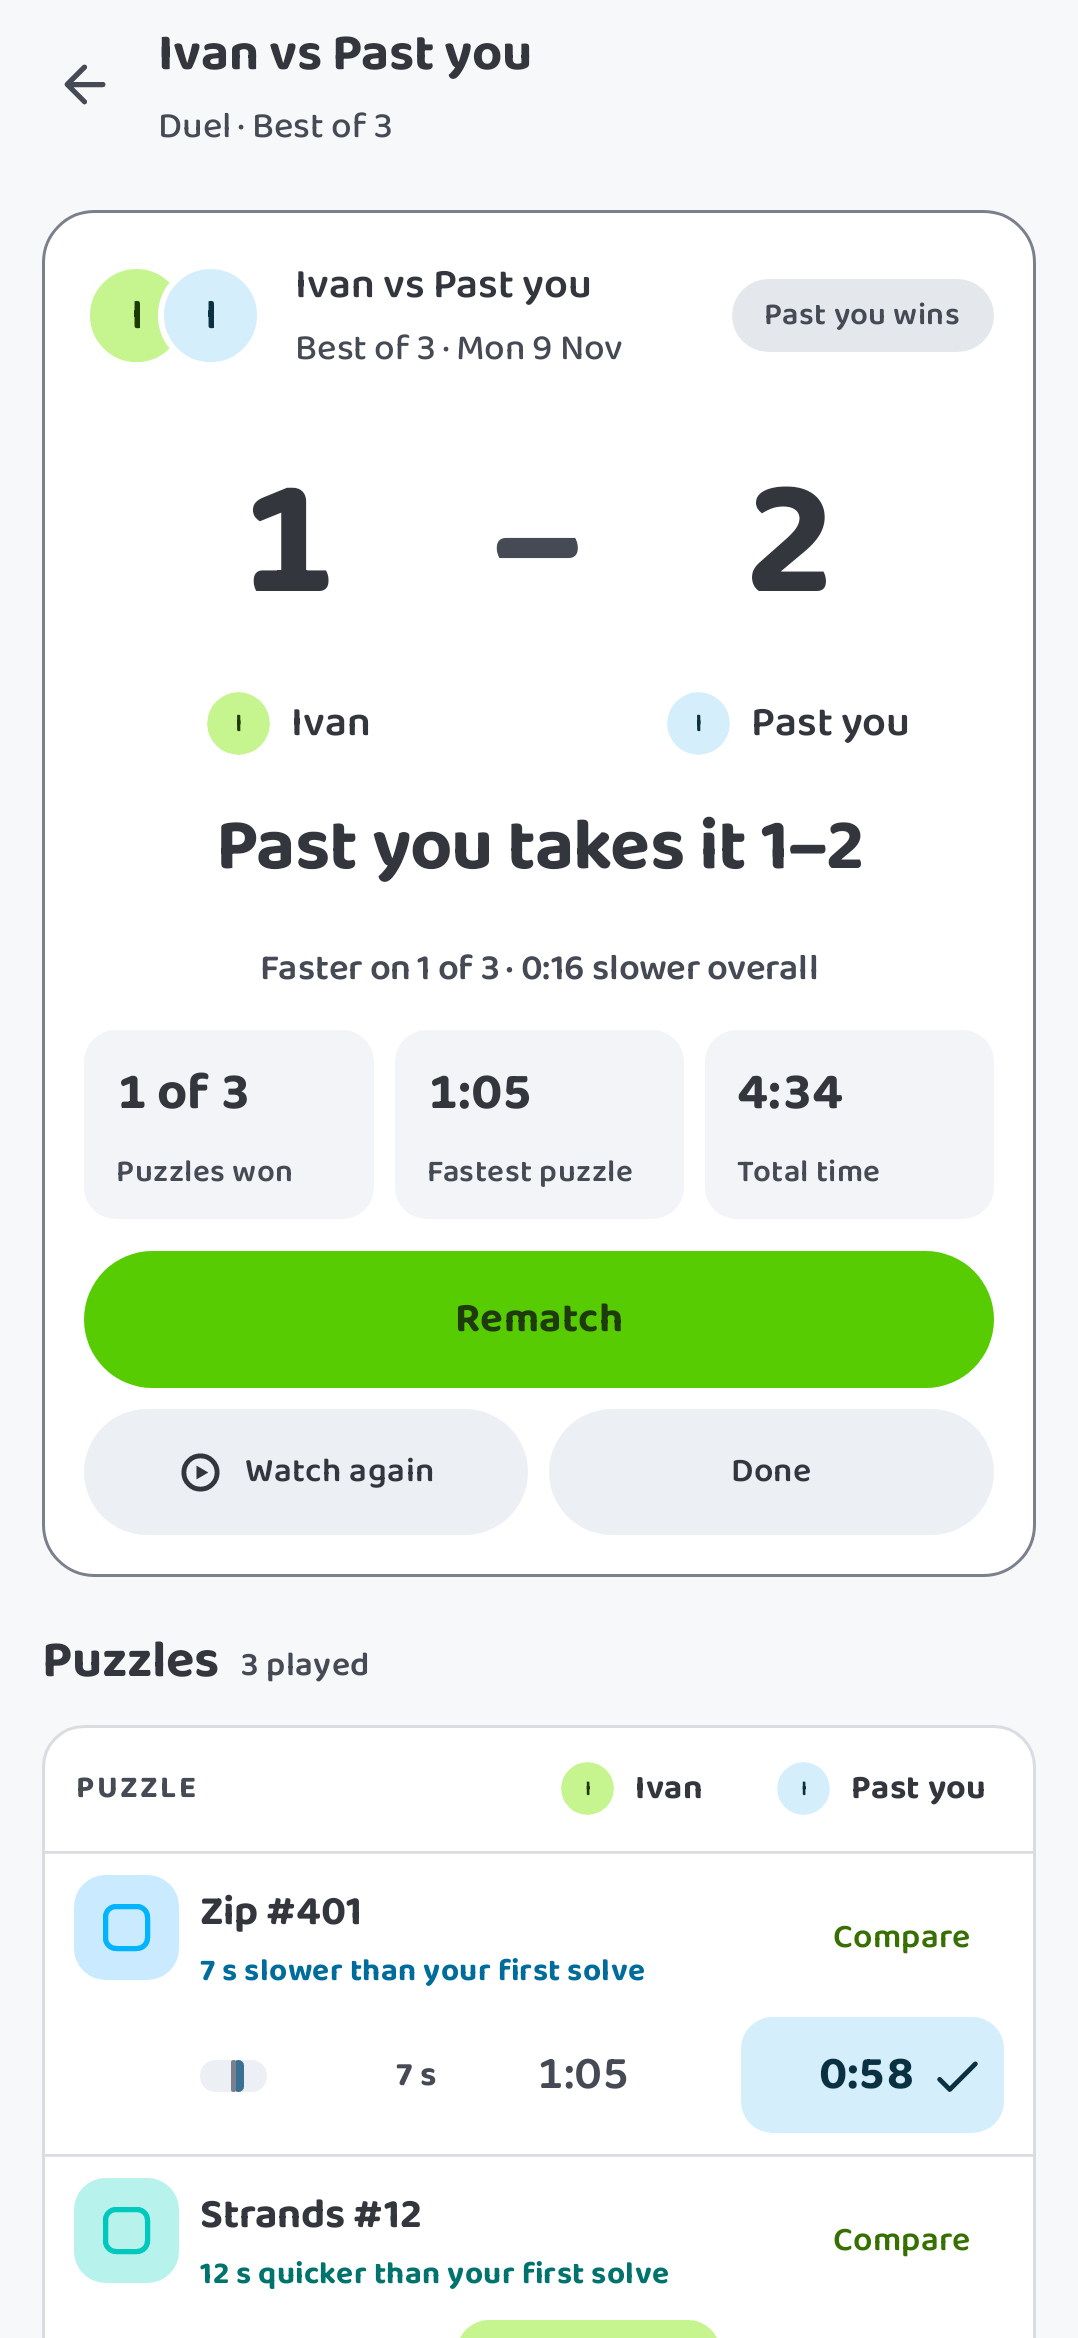 Ivan vs Past you
Duel · Best of 3
I I
Ivan vs Past you
Best of 3 · Mon 9 Nov
Past you wins
1 – 2
I Ivan
I Past you
Past you takes it 1–2
Faster on 1 of 3 · 0:16 slower overall
1 of 3
Puzzles won
1:05
Fastest puzzle
4:34
Total time
Rematch
Watch again
Done
Puzzles 3 played
PUZZLE I Ivan I Past you
Zip #401
7 s slower than your first solve
Compare
7 s 1:05 0:58
Strands #12
12 s quicker than your first solve
Compare